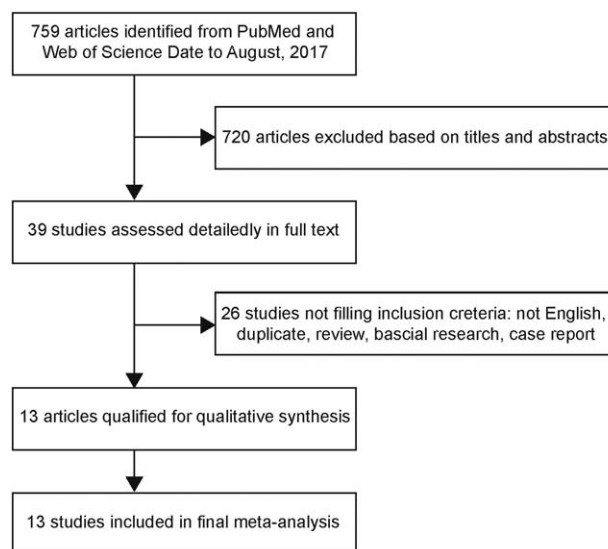 759 articles identified from PubMed and
Web of Science Date to August, 2017
720 articles excluded based on titles and abstracts
39 studies assessed detailedly in full text
26 studies not filling inclusion creteria: not English,
duplicate, review, bascial research, case report
13 articles qualified for qualitative synthesis
13 studies included in final meta-analysis